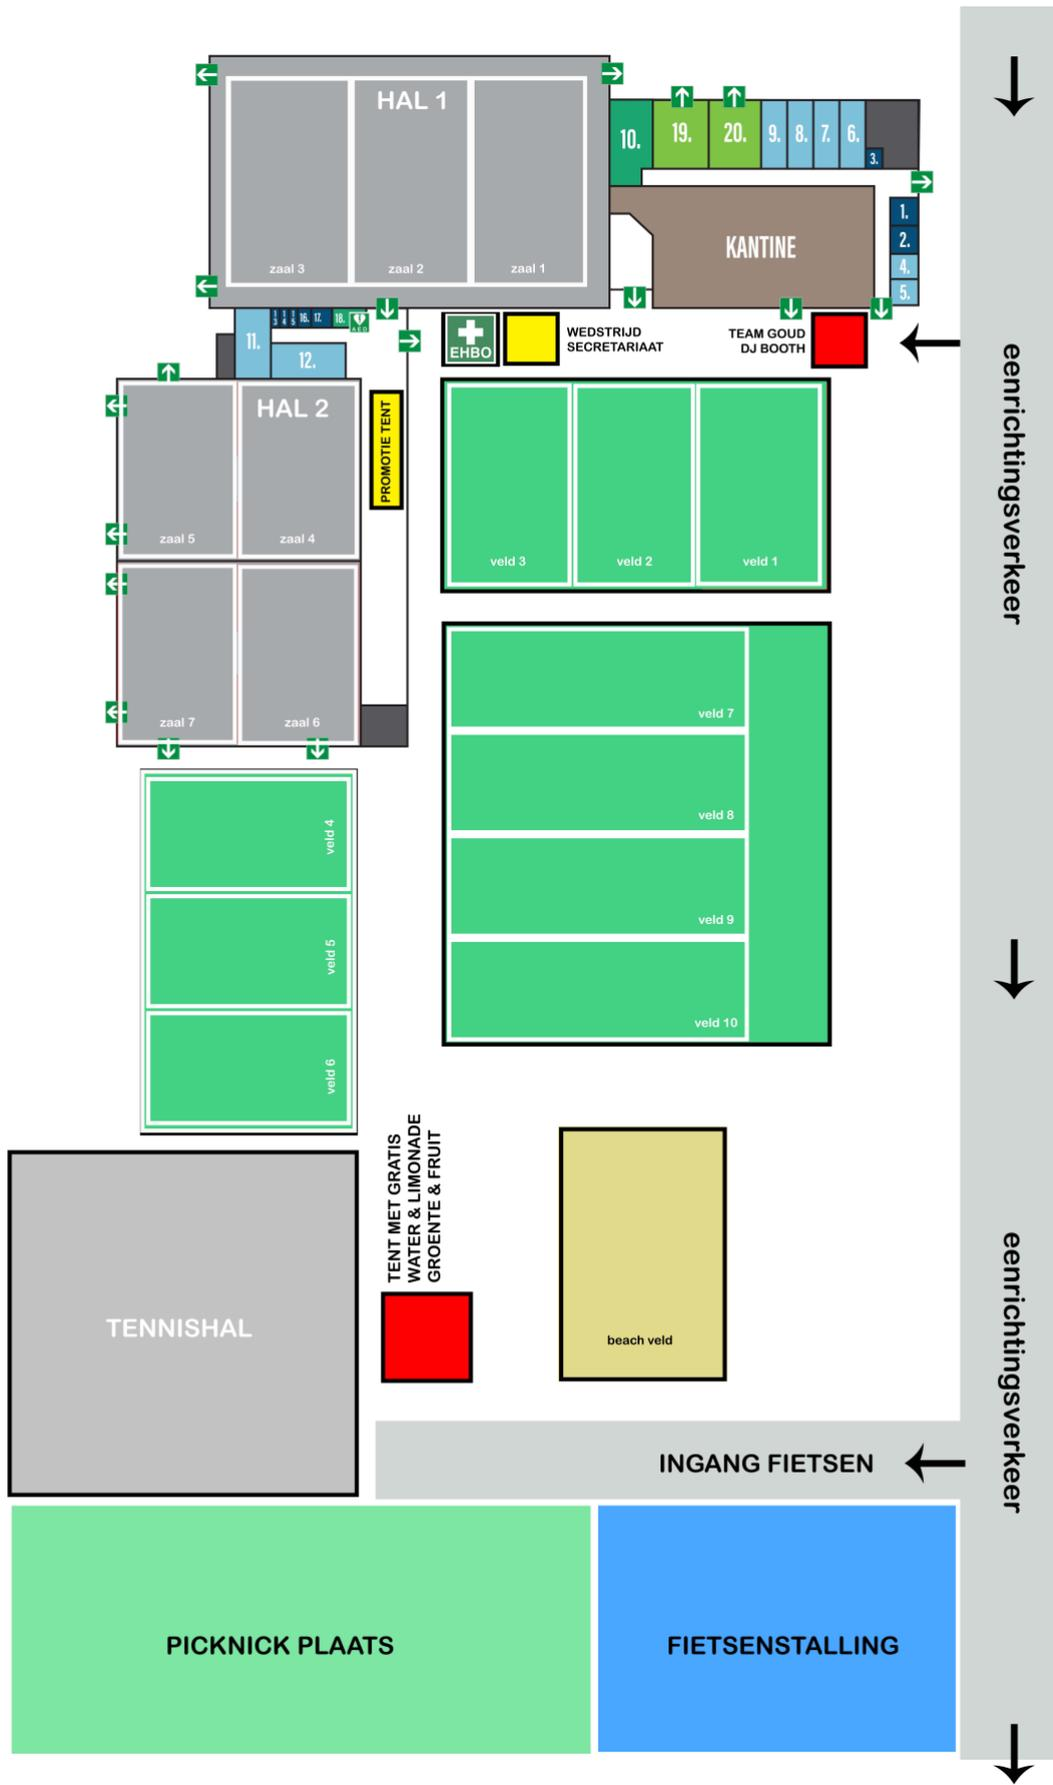 HAL 1
zaal 3
zaal 2
zaal 1
10.
19.
20.
9.
8.
7.
6.
3.
KANTINE
1.
2.
4.
5.
11.
13
14
15
16.
17.
18.
AED
12.
EHBO
WEDSTRIJD
SECRETARIAAT
TEAM GOUD
DJ BOOTH
eenrichtingsverkeer
HAL 2
zaal 5
zaal 4
PROMOTIE TENT
veld 3
veld 2
veld 1
zaal 7
zaal 6
veld 7
veld 8
veld 9
veld 10
veld 4
veld 5
veld 6
TENNISHAL
TENT MET GRATIS
WATER & LIMONADE
GROENTE & FRUIT
beach veld
eenrichtingsverkeer
INGANG FIETSEN
PICKNICK PLAATS
FIETSENSTALLING